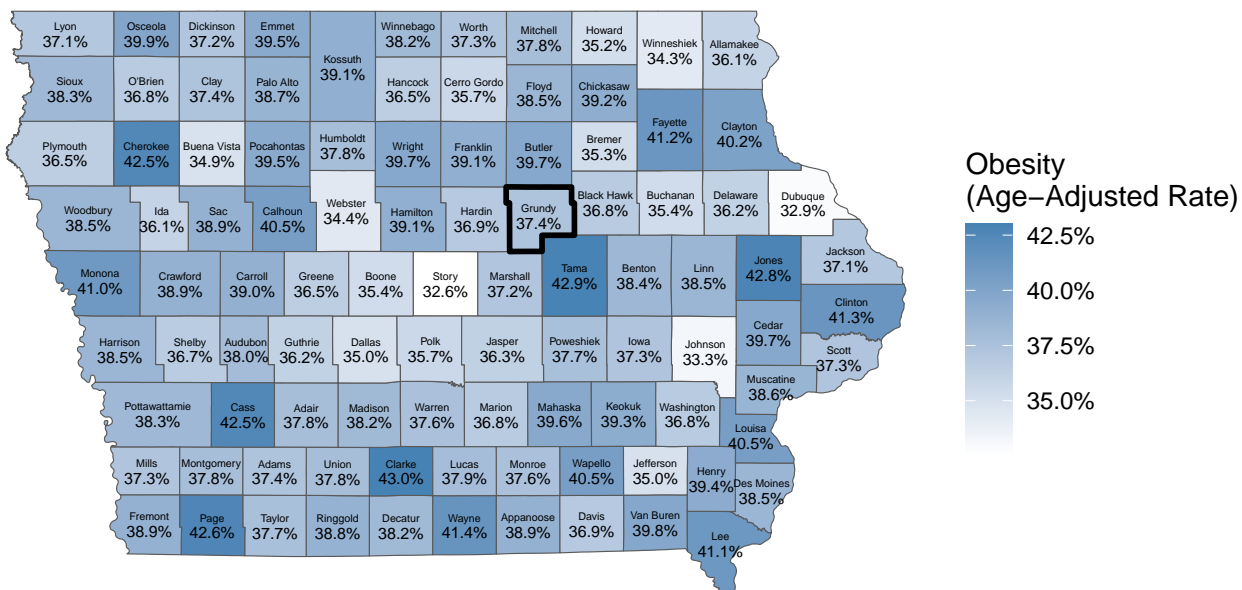 Lyon
37.1%
Osceola
39.9%
Dickinson
37.2%
Emmet
39.5%
Kossuth
39.1%
Winnebago
38.2%
Worth
37.3%
Mitchell
37.8%
Howard
35.2%
Winneshiek
34.3%
Allamakee
36.1%
Sioux
38.3%
O'Brien
36.8%
Clay
37.4%
Palo Alto
38.7%
Hancock
36.5%
Cerro Gordo
35.7%
Floyd
38.5%
Chickasaw
39.2%
Fayette
41.2%
Clayton
40.2%
Plymouth
36.5%
Cherokee
42.5%
Buena Vista
34.9%
Pocahontas
39.5%
Humboldt
37.8%
Wright
39.7%
Franklin
39.1%
Butler
39.7%
Bremer
35.3%
Woodbury
38.5%
Ida
36.1%
Sac
38.9%
Calhoun
40.5%
Webster
34.4%
Hamilton
39.1%
Hardin
36.9%
Grundy
37.4%
Black Hawk
36.8%
Buchanan
35.4%
Delaware
36.2%
Dubuque
32.9%
Monona
41.0%
Crawford
38.9%
Carroll
39.0%
Greene
36.5%
Boone
35.4%
Story
32.6%
Marshall
37.2%
Tama
42.9%
Benton
38.4%
Linn
38.5%
Jones
42.8%
Jackson
37.1%
Clinton
41.3%
Harrison
38.5%
Shelby
36.7%
Audubon
38.0%
Guthrie
36.2%
Dallas
35.0%
Polk
35.7%
Jasper
36.3%
Poweshiek
37.7%
Iowa
37.3%
Johnson
33.3%
Cedar
39.7%
Scott
37.3%
Muscatine
38.6%
Pottawattamie
38.3%
Cass
42.5%
Adair
37.8%
Madison
38.2%
Warren
37.6%
Marion
36.8%
Mahaska
39.6%
Keokuk
39.3%
Washington
36.8%
Louisa
40.5%
Mills
37.3%
Montgomery
37.8%
Adams
37.4%
Union
37.8%
Clarke
43.0%
Lucas
37.9%
Monroe
37.6%
Wapello
40.5%
Jefferson
35.0%
Henry
39.4%
Des Moines
38.5%
Fremont
38.9%
Page
42.6%
Taylor
37.7%
Ringgold
38.8%
Decatur
38.2%
Wayne
41.4%
Appanoose
38.9%
Davis
36.9%
Van Buren
39.8%
Lee
41.1%
Obesity
(Age−Adjusted Rate)
42.5%
40.0%
37.5%
35.0%